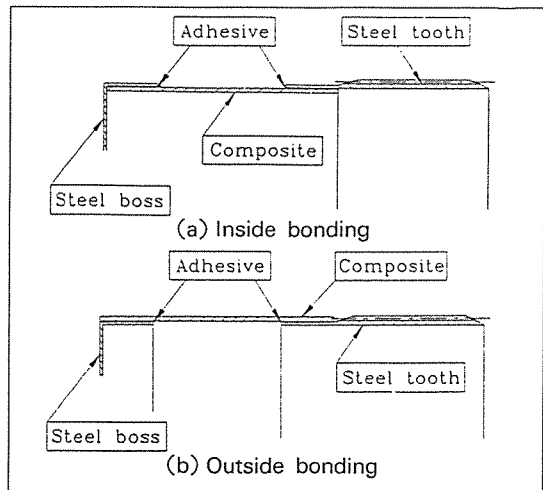 Adhesive
Steel tooth
Composite
Steel boss
(a) Inside bonding
Adhesive
Composite
Steel tooth
Steel boss
(b) Outside bonding